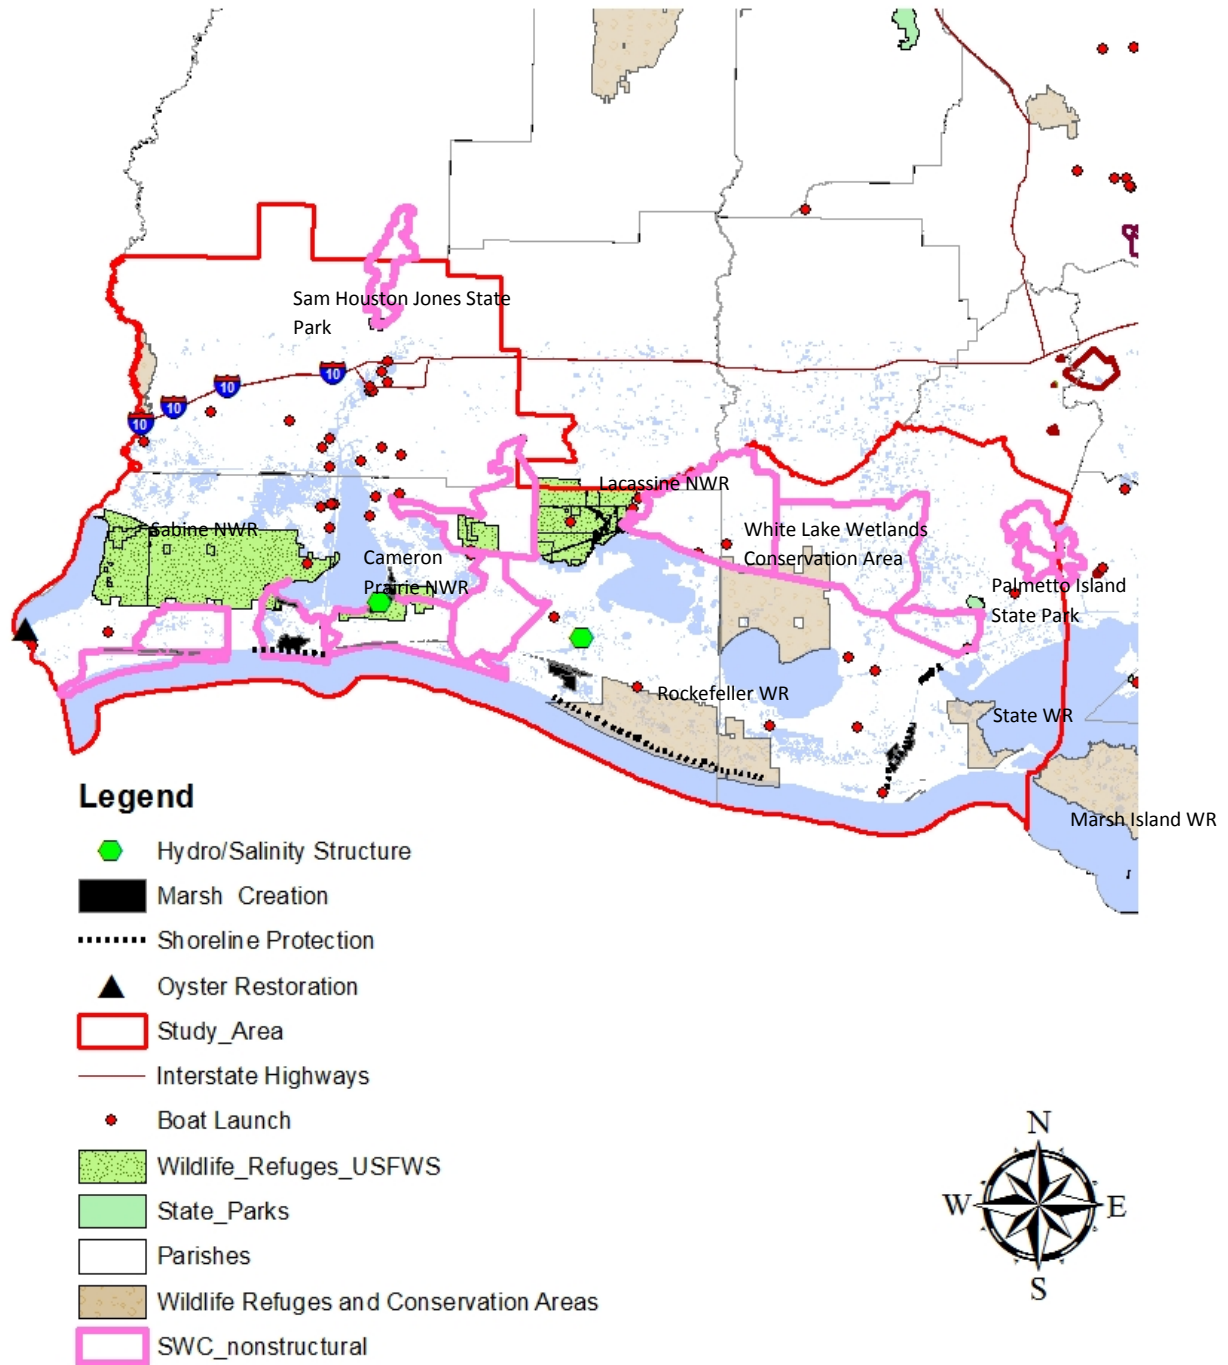 Sam Houston Jones State
Park
10
10
10
10
Lacassine NWR
Sabine NWR
White Lake Wetlands
Conservation Area
Cameron
Prairie NWR
Palmetto Island
State Park
Rockefeller WR
State WR
Marsh Island WR
Legend
Hydro/Salinity Structure
Marsh Creation
Shoreline Protection
Oyster Restoration
Study_Area
Interstate Highways
Boat Launch
Wildlife_Refuges_USFWS
State_Parks
Parishes
Wildlife Refuges and Conservation Areas
SWC_nonstructural
N
W E
S